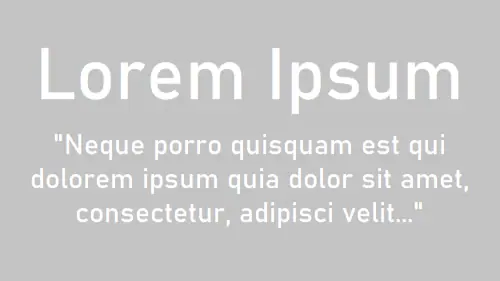 Lorem Ipsum
"Neque porro quisquam est qui
dolorem ipsum quia dolor sit amet,
consectetur, adipisci velit..."